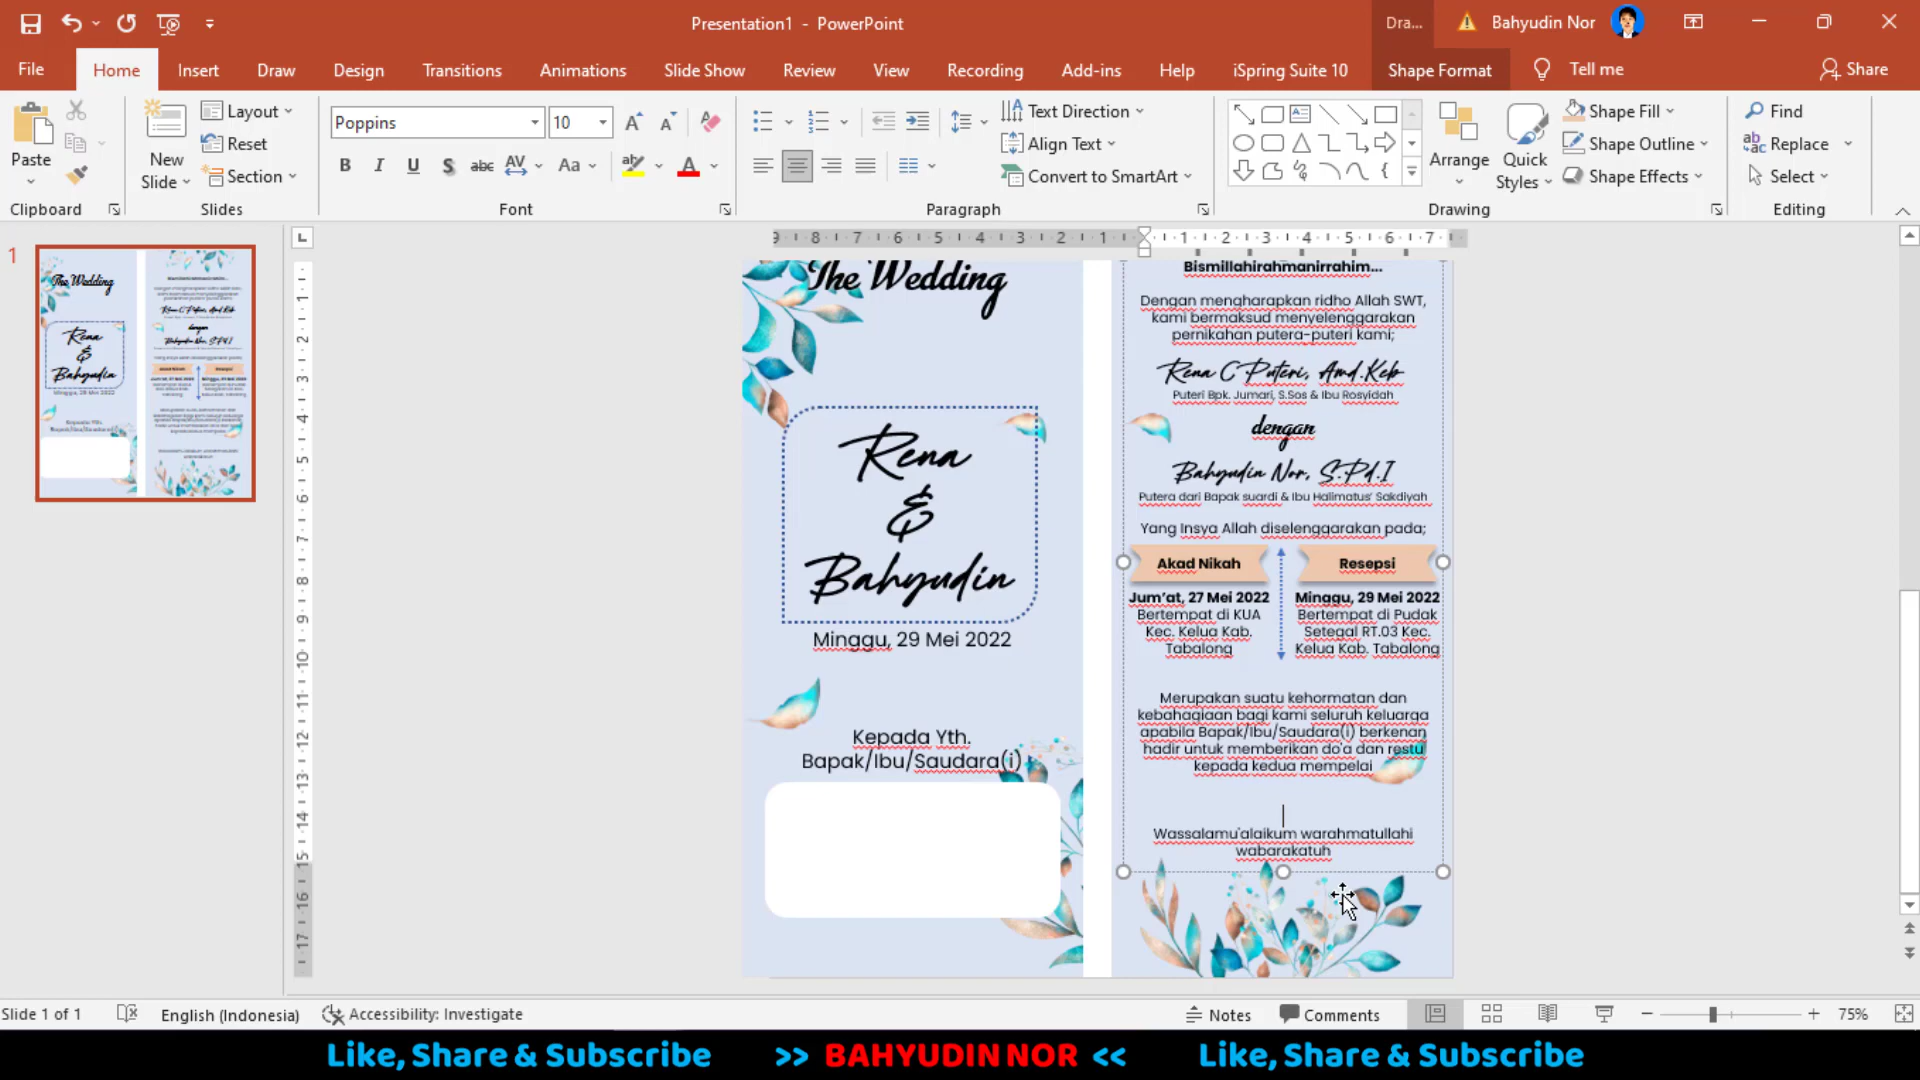 Presentation1 - PowerPoint
Dra...
Bahyudin Nor
File
Home
Insert
Draw
Design
Transitions
Animations
Slide Show
Review
View
Recording
Add-ins
Help
iSpring Suite 10
Shape Format
Tell me
Share
Paste
Clipboard
New
Slide
Layout
Reset
Section
Slides
Poppins
10
Font
Text Direction
Align Text
Convert to SmartArt
Paragraph
Arrange
Quick
Styles
Shape Fill
Shape Outline
Shape Effects
Drawing
Find
Replace
Select
Editing
1
The Wedding
Rena
&
Bahyudin
Minggu, 29 Mei 2022
Kepada Yth.
Bapak/Ibu/Saudara(i)
Bismillahirahmanirrahim...
Dengan mengharapkan ridho Allah SWT,
kami bermaksud menyelenggarakan
pernikahan putera-puteri kami;
Rena C Puteri, Amd.Keb
Puteri Bpk. Jumari, S.Sos & Ibu Rosyidah
dengan
Bahyudin Nor, S.Pd.I
Putera dari Bapak suardi & Ibu Halimatus' Sakdiyah
Yang Insya Allah diselenggarakan pada;
Akad Nikah
Resepsi
Jum'at, 27 Mei 2022
Bertempat di KUA
Kec. Kelua Kab.
Tabalong
Minggu, 29 Mei 2022
Bertempat di Pudak
Setegal RT.03 Kec.
Kelua Kab. Tabalong
Merupakan suatu kehormatan dan
kebahagiaan bagi kami seluruh keluarga
apabila Bapak/Ibu/Saudara(i) berkenan
hadir untuk memberikan do'a dan restu
kepada kedua mempelai
Wassalamu'alaikum warahmatullahi
wabarakatuh
Slide 1 of 1
English (Indonesia)
Accessibility: Investigate
Notes
Comments
75%
Like, Share & Subscribe >> BAHYUDIN NOR << Like, Share & Subscribe